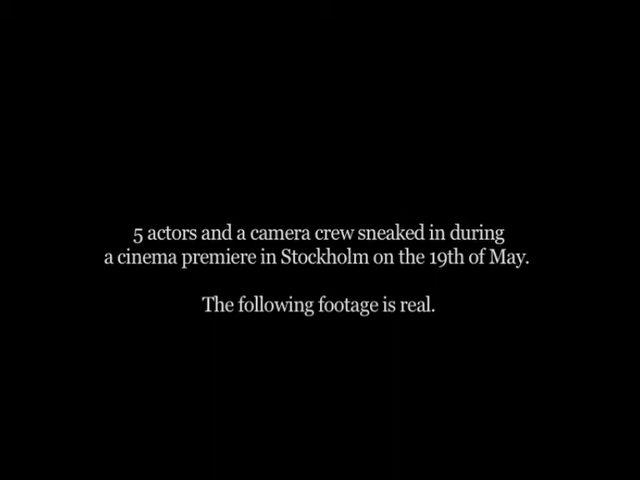 5 actors and a camera crew sneaked in during
a cinema premiere in Stockholm on the 19th of May.
The following footage is real.